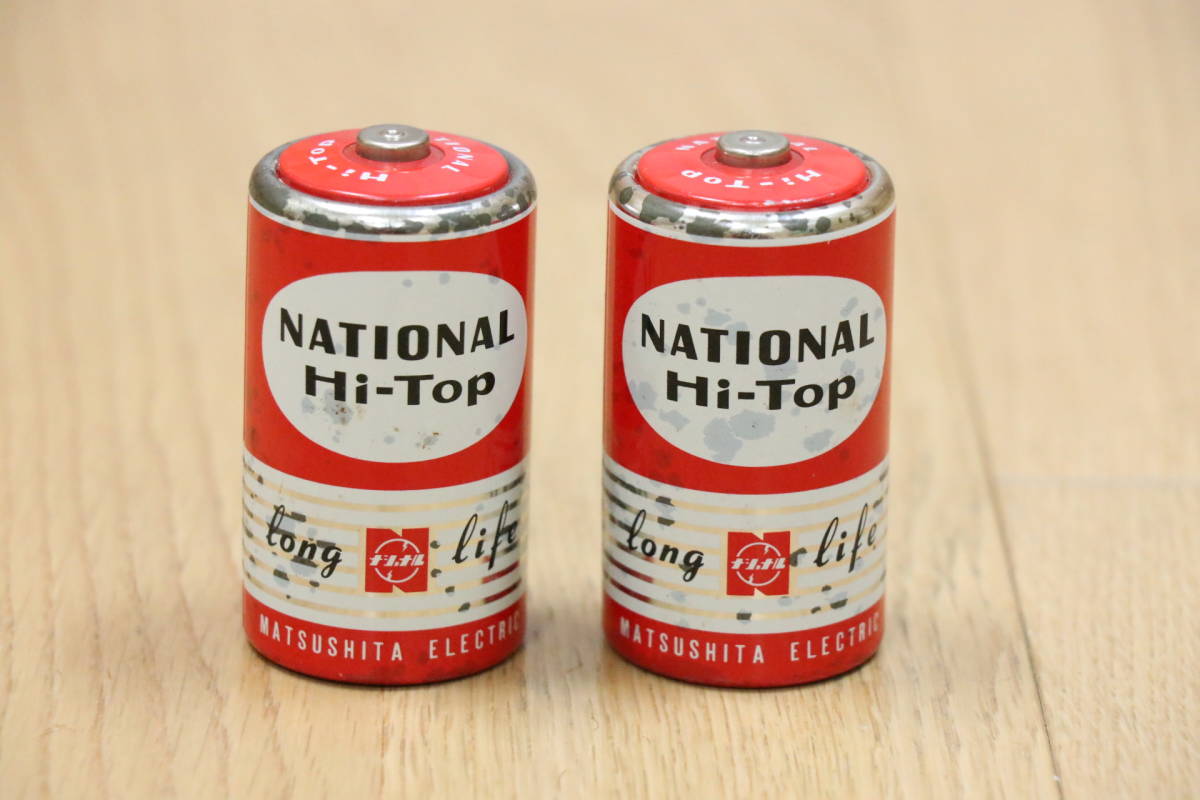 Hi-Top
NATIONAL
NATIONAL
Hi-Top
long life
ナショナル
MATSUSHITA ELECTRIC
Hi-Top
NATIONAL
Hi-Top
long life
ナショナル
MATSUSHITA ELECTRIC